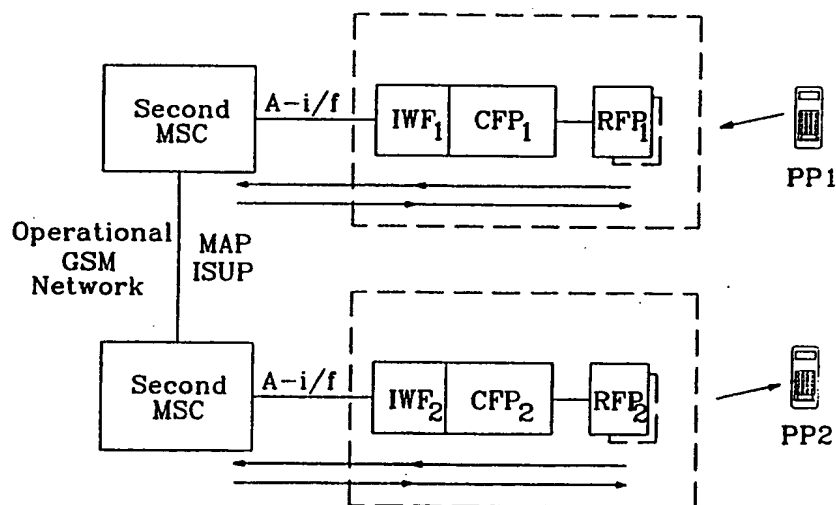 Second
MSC
A-i/f
IWF1
CFP1
RFP1
PP1
Operational
GSM
Network
MAP
ISUP
Second
MSC
A-i/f
IWF2
CFP2
RFP2
PP2